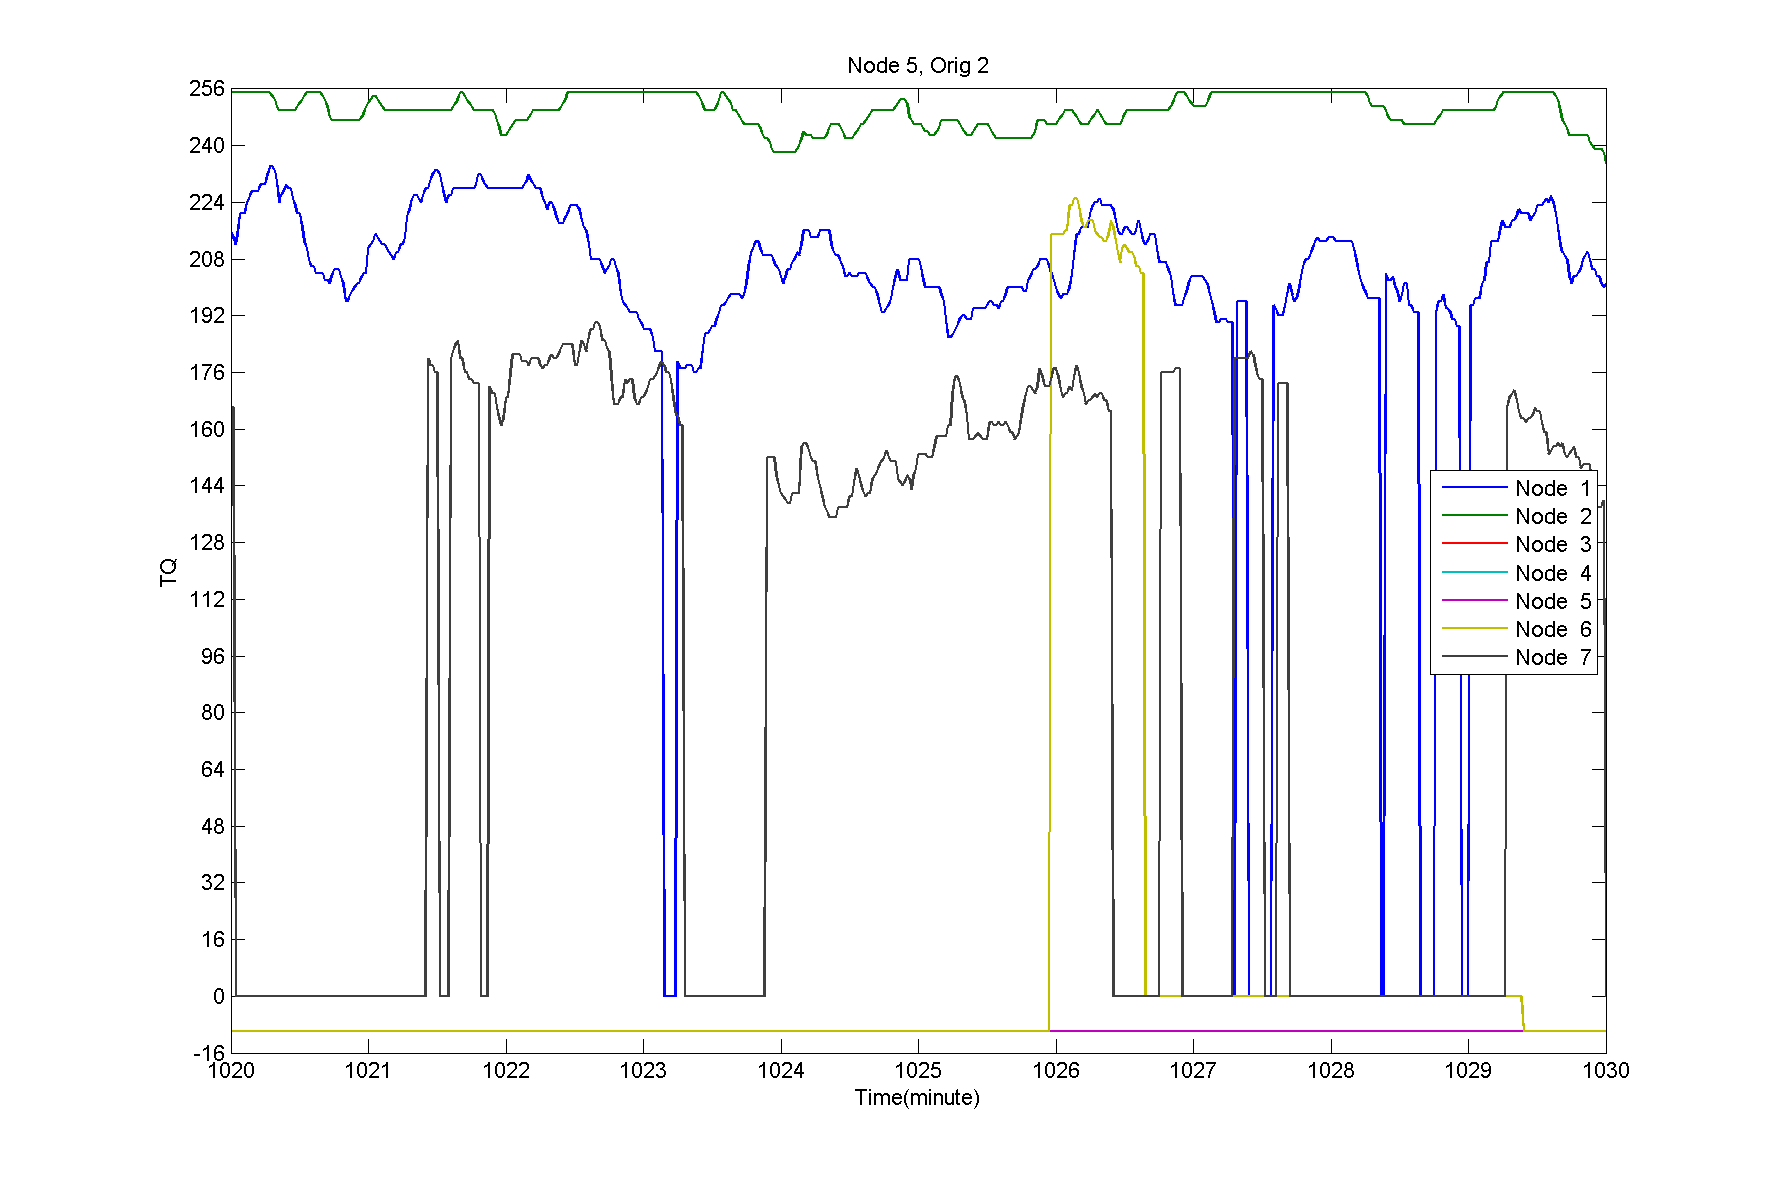 Node 5, Orig 2
256
240
224
208
192
176
160
144
128
112
96
80
64
48
32
16
0
-16
TQ
Node 1
Node 2
Node 3
Node 4
Node 5
Node 6
Node 7
1020 1021 1022 1023 1024 1025 1026 1027 1028 1029 1030
Time(minute)